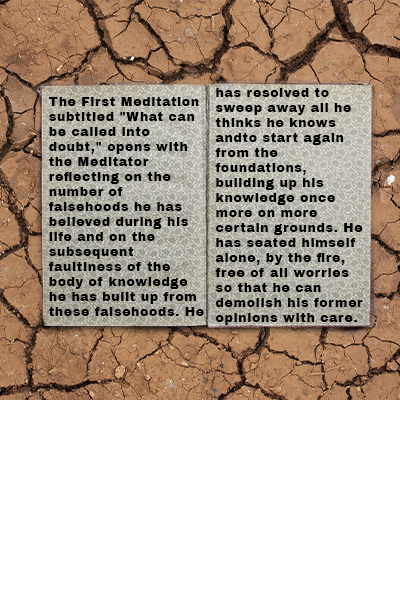 The First Meditation
subtitled "What can
be called into
doubt," opens with
the Meditator
reflecting on the
number of
falsehoods he has
believed during his
life and on the
subsequent
faultiness of the
body of knowledge
he has built up from
these falsehoods. He
has resolved to
sweep away all he
thinks he knows
andto start again
from the
foundations,
building up his
knowledge once
more on more
certain grounds. He
has seated himself
alone, by the fire,
free of all worries
so that he can
demolish his former
opinions with care.